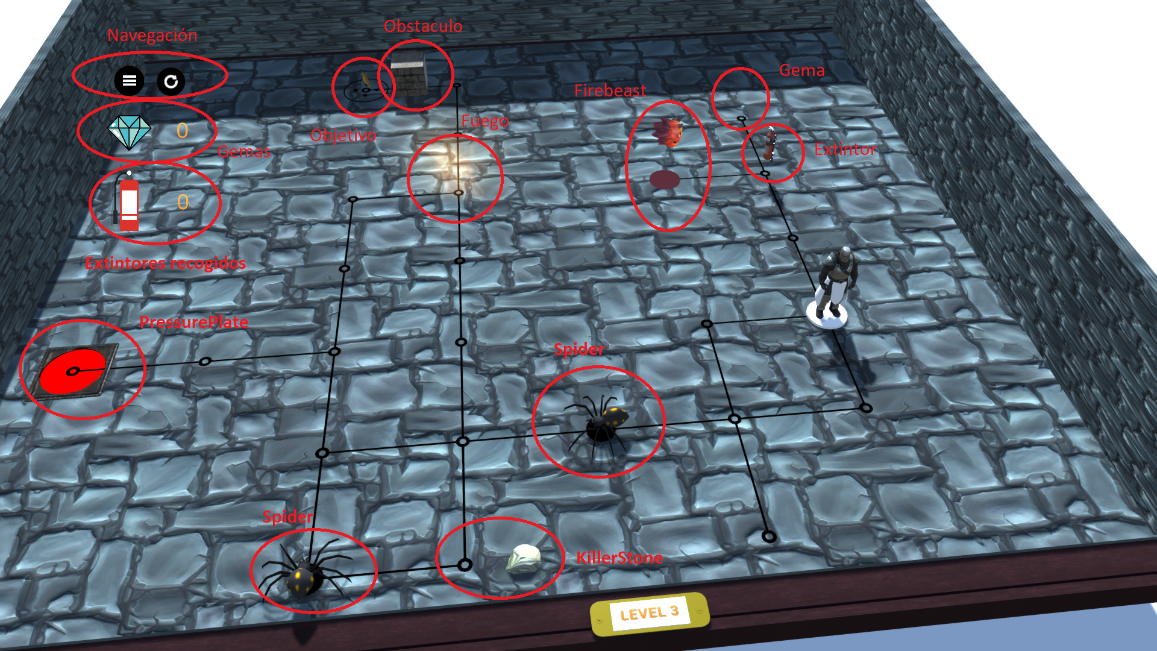 Obstaculo
Navegación
Gema
Firebeast
Fuego
0
Objetivo
Gemas
Extintor
0
Extintores recogidos
PressurePlate
Spider
Spider
KillerStone
LEVEL 3